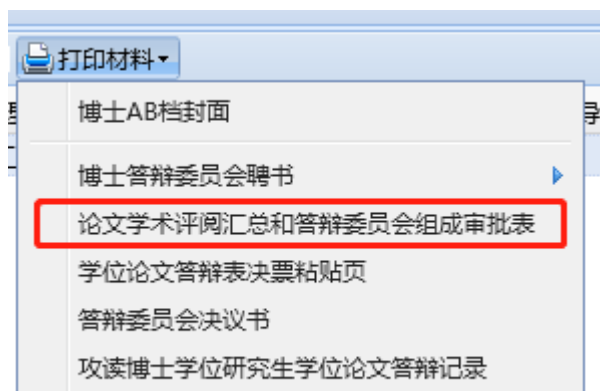 打印材料
博士AB档封面
博士答辩委员会聘书
论文学术评阅汇总和答辩委员会组成审批表
学位论文答辩表决票粘贴页
答辩委员会决议书
攻读博士学位研究生学位论文答辩记录